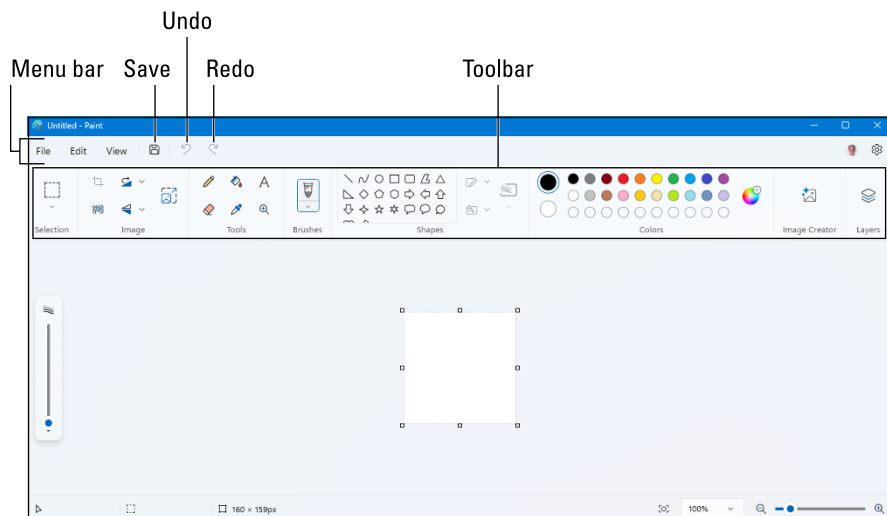 Undo
Menu bar Save Redo Toolbar
Untitled - Paint
File Edit View
A
Selection Image Tools Brushes Shapes Colors Image Creator Layers
160 × 159px 100%